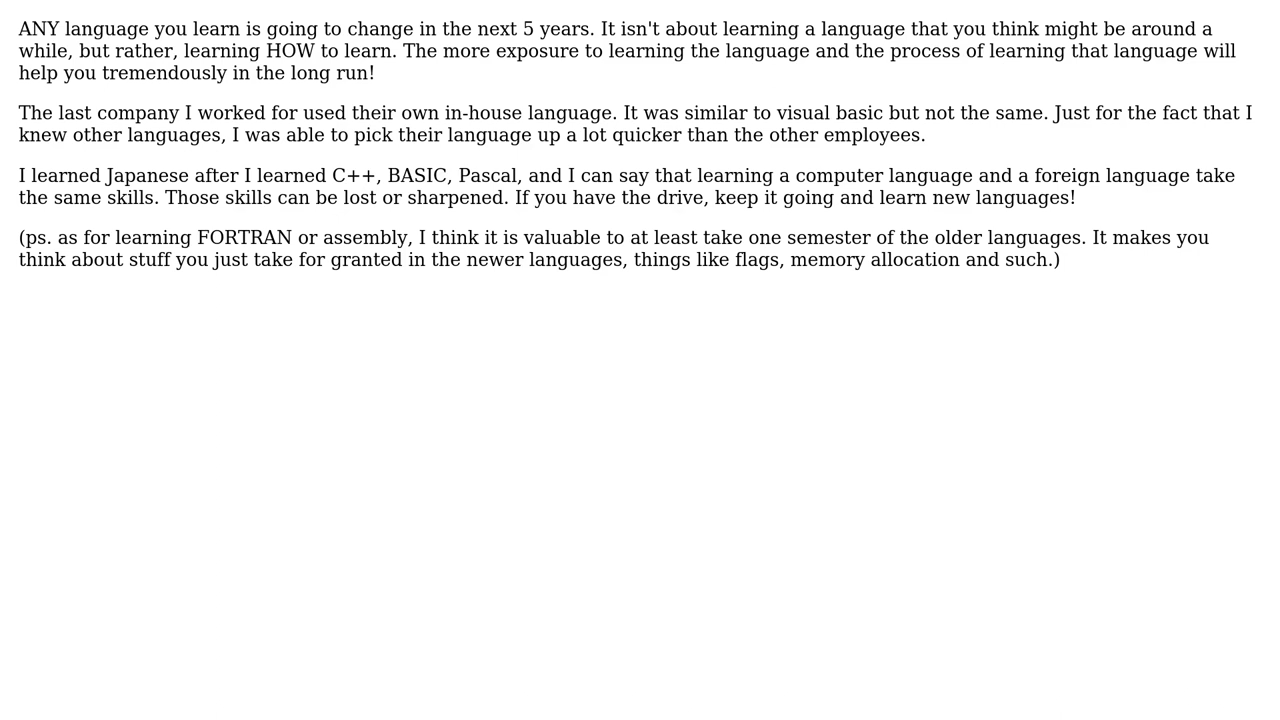 ANY language you learn is going to change in the next 5 years. It isn't about learning a language that you think might be around a
while, but rather, learning HOW to learn. The more exposure to learning the language and the process of learning that language will
help you tremendously in the long run!
The last company I worked for used their own in-house language. It was similar to visual basic but not the same. Just for the fact that I
knew other languages, I was able to pick their language up a lot quicker than the other employees.
I learned Japanese after I learned C++, BASIC, Pascal, and I can say that learning a computer language and a foreign language take
the same skills. Those skills can be lost or sharpened. If you have the drive, keep it going and learn new languages!
(ps. as for learning FORTRAN or assembly, I think it is valuable to at least take one semester of the older languages. It makes you
think about stuff you just take for granted in the newer languages, things like flags, memory allocation and such.)